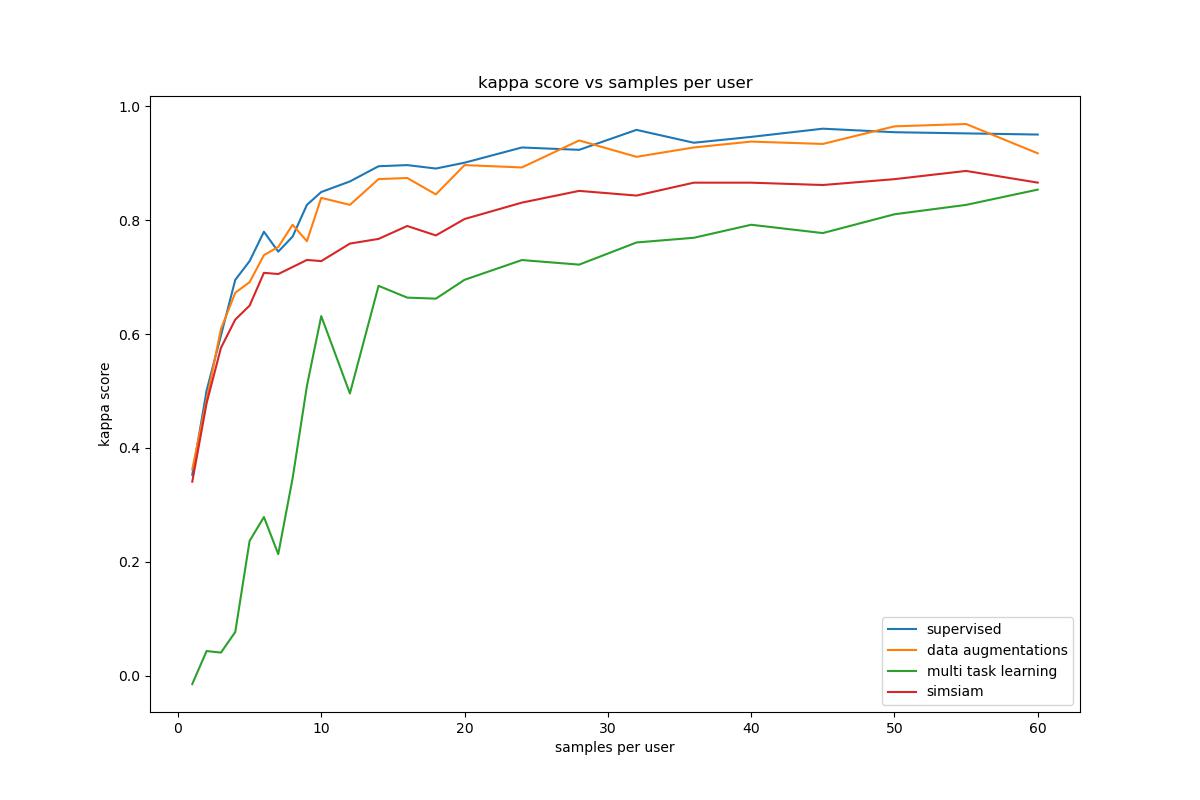 kappa score vs samples per user
1.0
0.8
0.6
0.4
0.2
0.0
kappa score
0 10 20 30 40 50 60
samples per user
supervised
data augmentations
multi task learning
simsiam